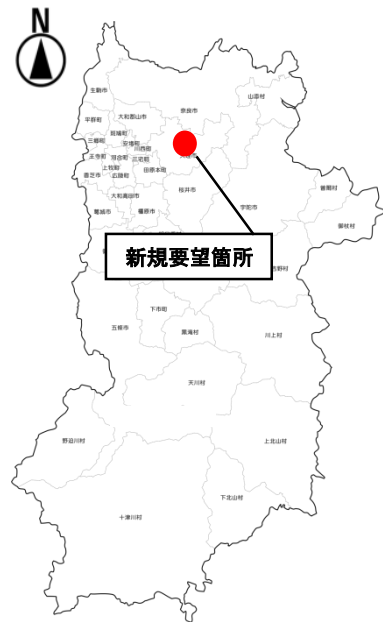 N
生駒市
奈良市
山添村
平群町
大和郡山市
斑鳩町
三郷町
安堵町
川西町
王寺町
河合町
三宅町
上牧町
田原本町
香芝市
広陵町
桜井市
曽爾村
大和高田市
宇陀市
葛城市
橿原市
御杖村
新規要望箇所
吉野村
下市町
五條市
黒滝村
川上村
天川村
野迫川村
上北山村
下北山村
十津川村